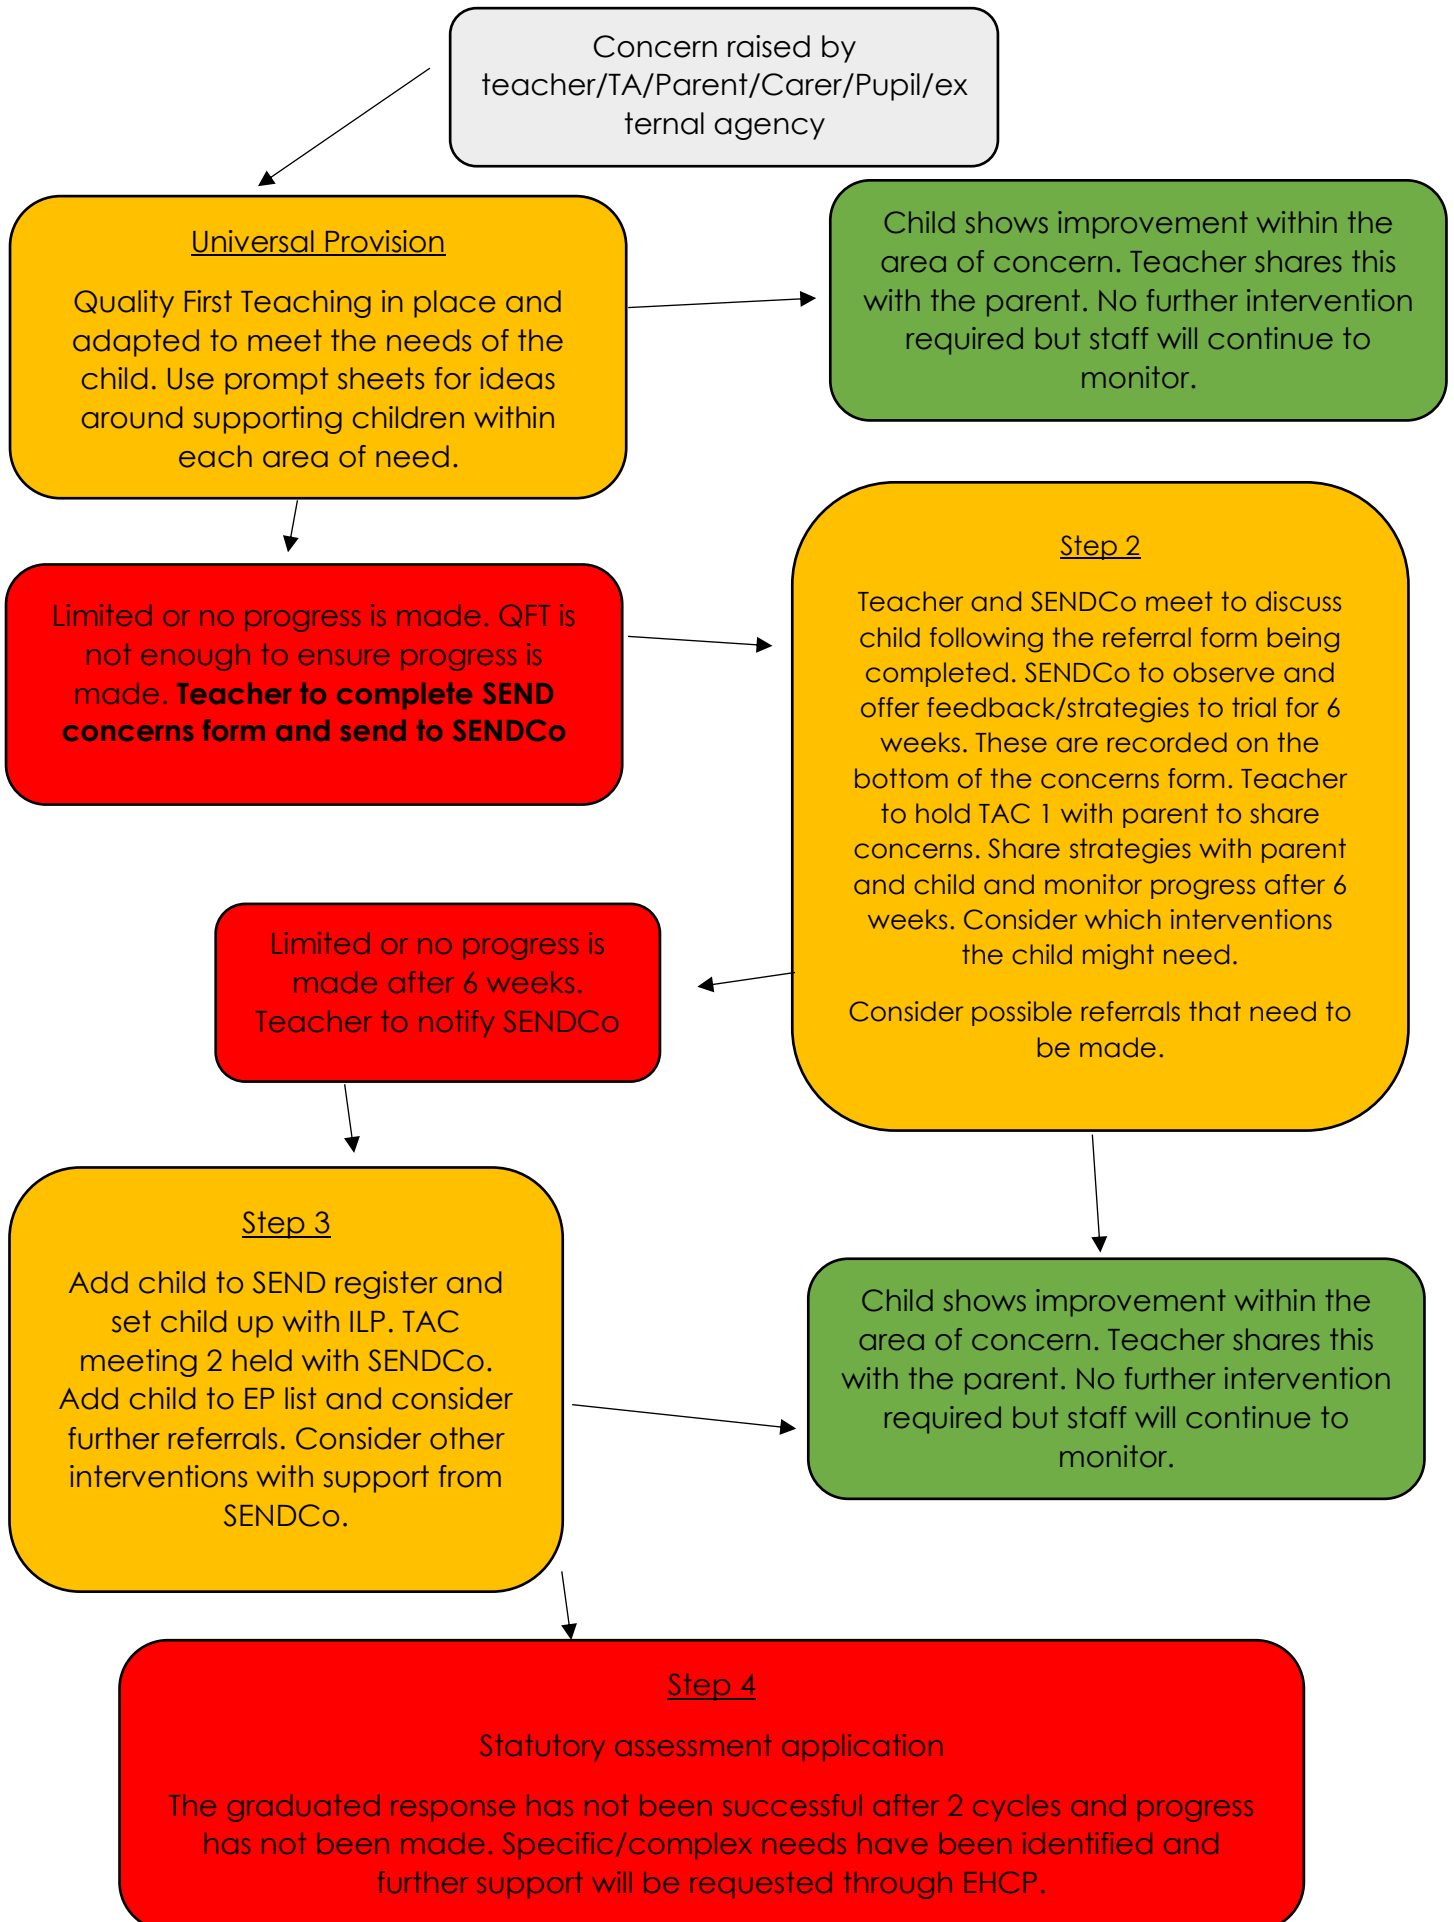 Concern raised by
teacher/TA/Parent/Carer/Pupil/ex
ternal agency
Universal Provision
Quality First Teaching in place and
adapted to meet the needs of the
child. Use prompt sheets for ideas
around supporting children within
each area of need.
Child shows improvement within the
area of concern. Teacher shares this
with the parent. No further intervention
required but staff will continue to
monitor.
Limited or no progress is made. QFT is
not enough to ensure progress is
made. Teacher to complete SEND
concerns form and send to SENDCo
Step 2
Teacher and SENDCo meet to discuss
child following the referral form being
completed. SENDCo to observe and
offer feedback/strategies to trial for 6
weeks. These are recorded on the
bottom of the concerns form. Teacher
to hold TAC 1 with parent to share
concerns. Share strategies with parent
and child and monitor progress after 6
weeks. Consider which interventions
the child might need.
Consider possible referrals that need to
be made.
Limited or no progress is
made after 6 weeks.
Teacher to notify SENDCo
Step 3
Add child to SEND register and
set child up with ILP. TAC
meeting 2 held with SENDCo.
Add child to EP list and consider
further referrals. Consider other
interventions with support from
SENDCo.
Child shows improvement within the
area of concern. Teacher shares this
with the parent. No further intervention
required but staff will continue to
monitor.
Step 4
Statutory assessment application
The graduated response has not been successful after 2 cycles and progress
has not been made. Specific/complex needs have been identified and
further support will be requested through EHCP.